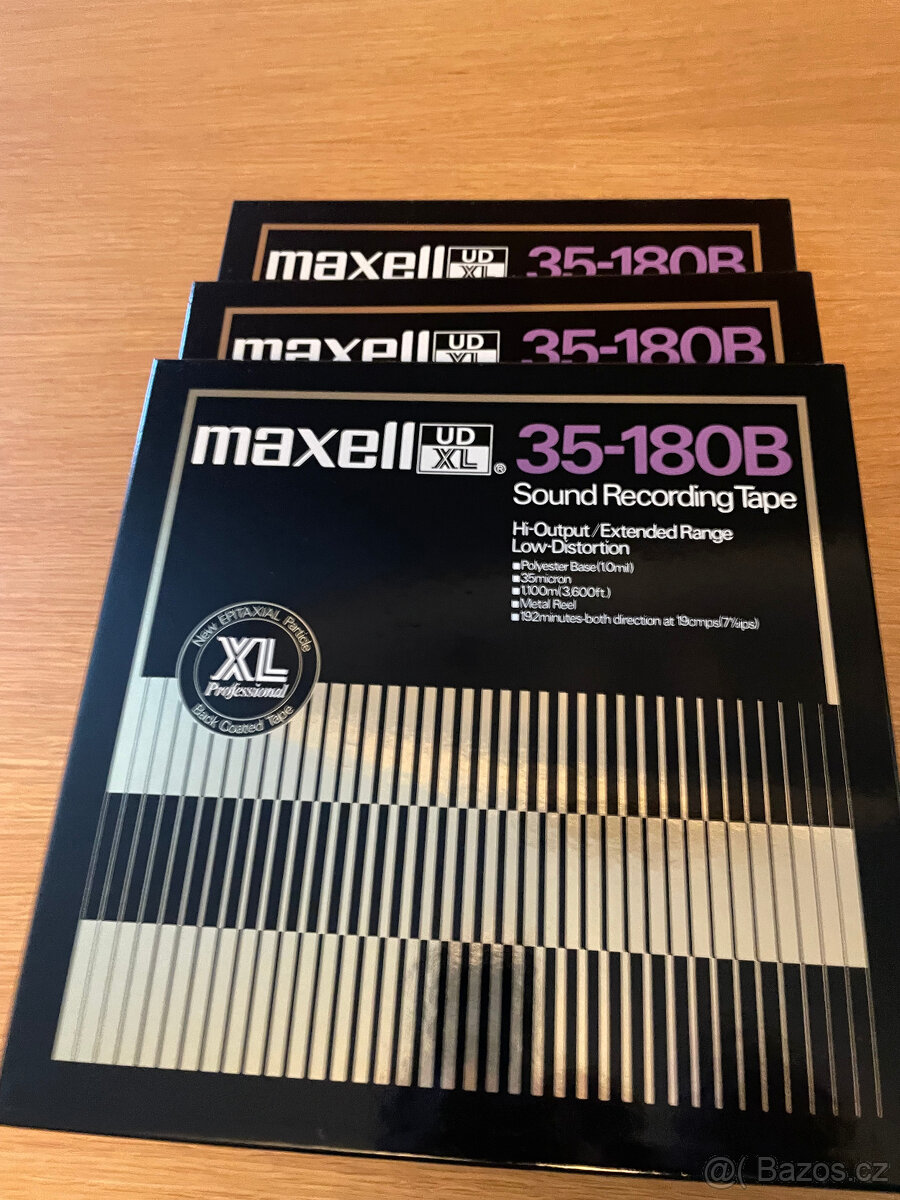 maxell UD XL 35-180B
maxell UD XL 35-180B
maxell UD XL ® 35-180B
Sound Recording Tape
Hi-Output/Extended Range
Low-Distortion
■Polyester Base(1.0mil)
■35micron
■1,100m(3,600ft.)
■Metal Reel
■192minutes-both direction at 19cmps(7½ips)
New EPITAXIAL Particle
XL
Professional
Back Coated Tape
@( Bazos.cz